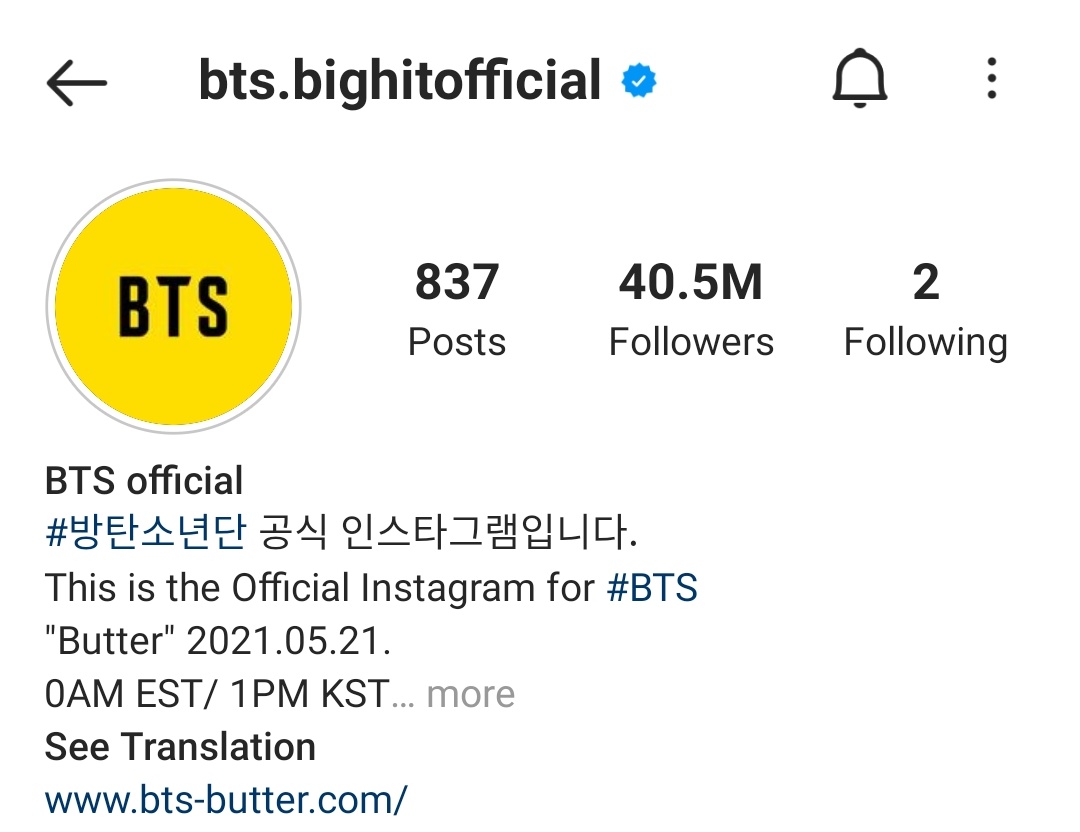 bts.bighitofficial
BTS
837 40.5M 2
Posts Followers Following
BTS official
#방탄소년단 공식 인스타그램입니다.
This is the Official Instagram for #BTS
"Butter" 2021.05.21.
0AM EST/ 1PM KST... more
See Translation
www.bts-butter.com/